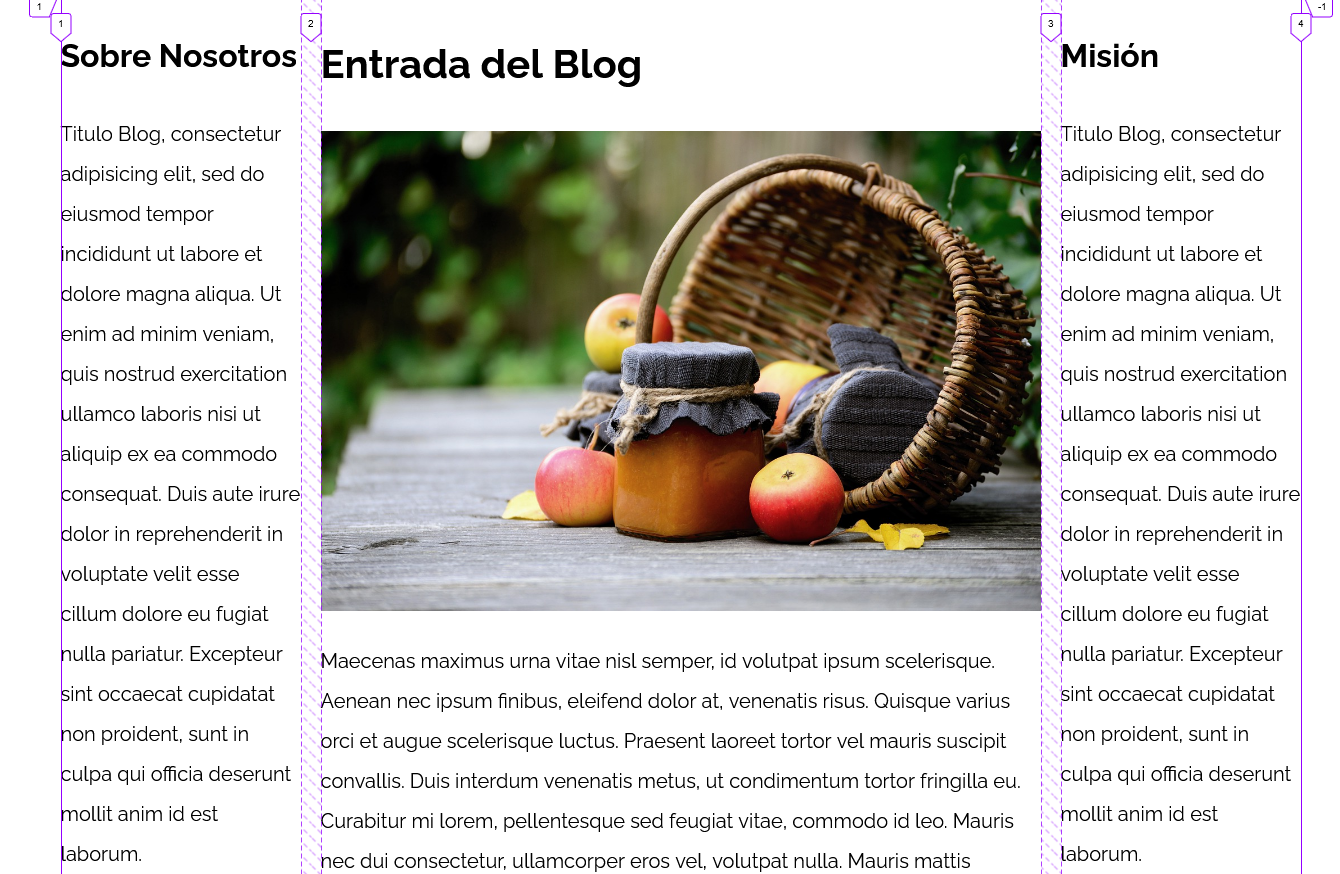 1
-1
1
2
3
4
Sobre Nosotros
Titulo Blog, consectetur
adipisicing elit, sed do
eiusmod tempor
incididunt ut labore et
dolore magna aliqua. Ut
enim ad minim veniam,
quis nostrud exercitation
ullamco laboris nisi ut
aliquip ex ea commodo
consequat. Duis aute irure
dolor in reprehenderit in
voluptate velit esse
cillum dolore eu fugiat
nulla pariatur. Excepteur
sint occaecat cupidatat
non proident, sunt in
culpa qui officia deserunt
mollit anim id est
laborum.
Entrada del Blog
Maecenas maximus urna vitae nisl semper, id volutpat ipsum scelerisque.
Aenean nec ipsum finibus, eleifend dolor at, venenatis risus. Quisque varius
orci et augue scelerisque luctus. Praesent laoreet tortor vel mauris suscipit
convallis. Duis interdum venenatis metus, ut condimentum tortor fringilla eu.
Curabitur mi lorem, pellentesque sed feugiat vitae, commodo id leo. Mauris
nec dui consectetur, ullamcorper eros vel, volutpat nulla. Mauris mattis
Misión
Titulo Blog, consectetur
adipisicing elit, sed do
eiusmod tempor
incididunt ut labore et
dolore magna aliqua. Ut
enim ad minim veniam,
quis nostrud exercitation
ullamco laboris nisi ut
aliquip ex ea commodo
consequat. Duis aute irure
dolor in reprehenderit in
voluptate velit esse
cillum dolore eu fugiat
nulla pariatur. Excepteur
sint occaecat cupidatat
non proident, sunt in
culpa qui officia deserunt
mollit anim id est
laborum.